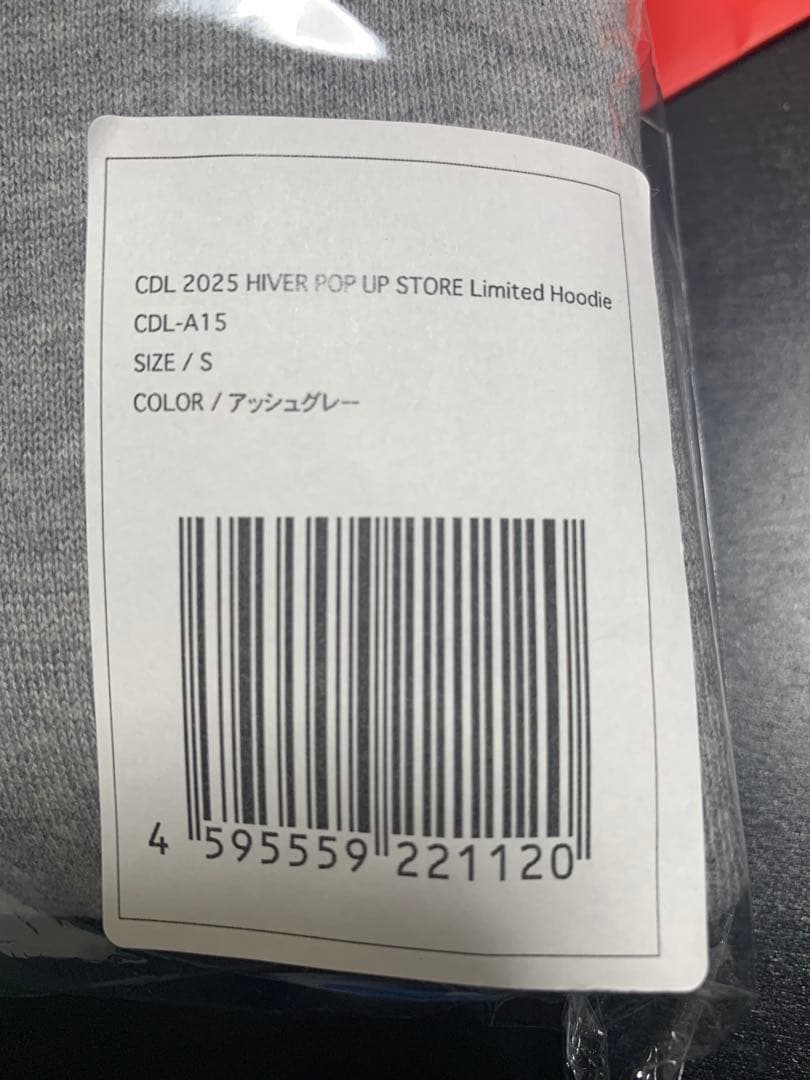 CDL 2025 HIVER POP UP STORE Limited Hoodie
CDL-A15
SIZE / S
COLOR / アッシュグレー
4 595559 221120